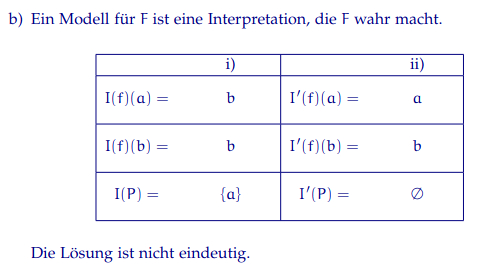 b) Ein Modell für F ist eine Interpretation, die F wahr macht.
i) ii)
I(f)(a) = b I′(f)(a) = a
I(f)(b) = b I′(f)(b) = b
I(P) = {a} I′(P) = ∅
Die Lösung ist nicht eindeutig.